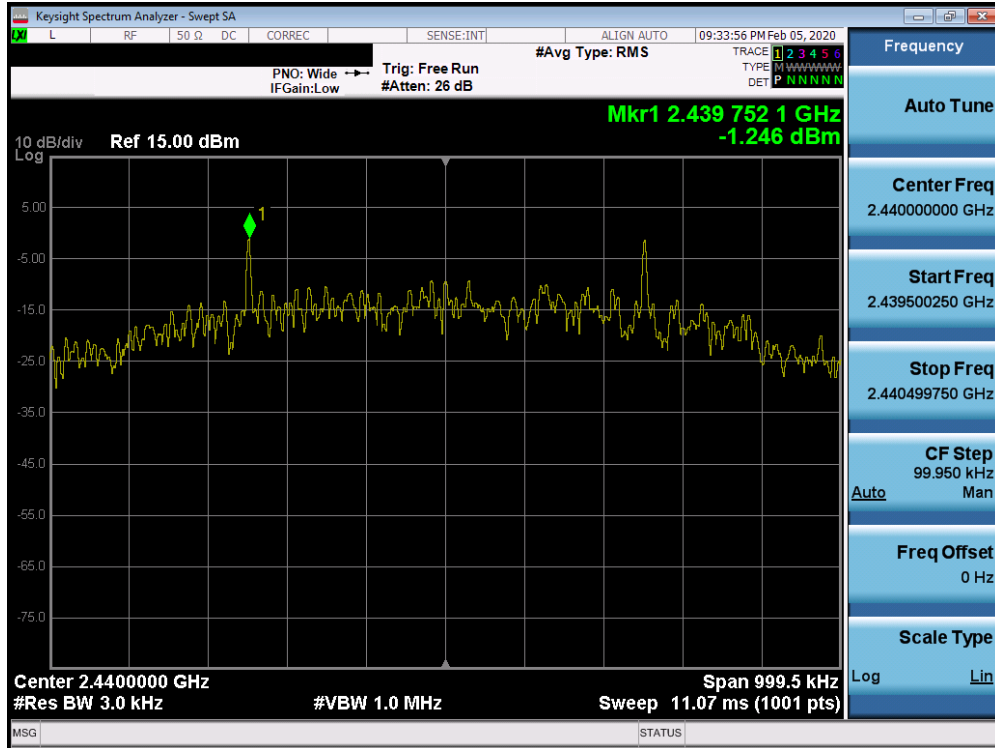 Keysight Spectrum Analyzer - Swept SA
LXI L RF 50 Ω DC CORREC SENSE:INT ALIGN AUTO 09:33:56 PM Feb 05, 2020
#Avg Type: RMS TRACE 1 2 3 4 5 6
PNO: Wide Trig: Free Run TYPE M W W W W W
IFGain:Low #Atten: 26 dB DET P N N N N N
Mkr1 2.439 752 1 GHz
-1.246 dBm
10 dB/div Ref 15.00 dBm
Log
1
5.00
-5.00
-15.0
-25.0
-35.0
-45.0
-55.0
-65.0
-75.0
Center 2.4400000 GHz Span 999.5 kHz
#Res BW 3.0 kHz #VBW 1.0 MHz Sweep 11.07 ms (1001 pts)
MSG STATUS
Frequency
Auto Tune
Center Freq
2.440000000 GHz
Start Freq
2.439500250 GHz
Stop Freq
2.440499750 GHz
CF Step
99.950 kHz
Auto Man
Freq Offset
0 Hz
Scale Type
Log Lin